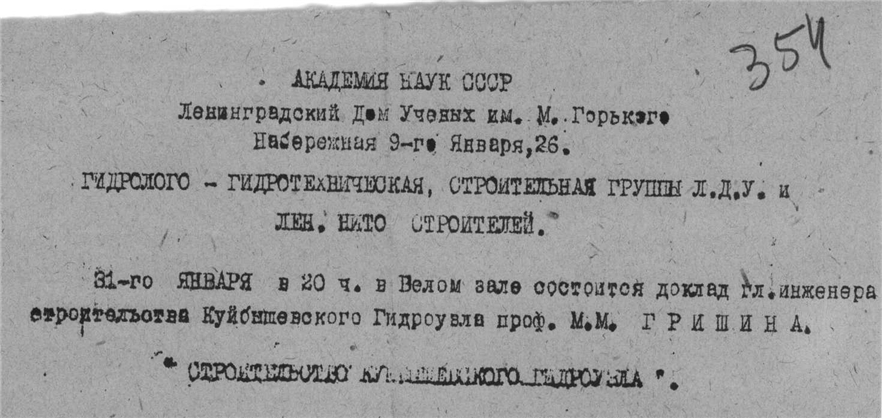 354
АКАДЕМИЯ НАУК СССР
Ленинградский Дом Ученых им. М. Горького
Набережная 9-го Января,26.
ГИДРОЛОГО - ГИДРОТЕХНИЧЕСКАЯ, СТРОИТЕЛЬНАЯ ГРУППЫ Л.Д.У. и
ЛЕН. НИТО СТРОИТЕЛЕЙ.
31-го ЯНВАРЯ в 20 ч. в Белом зале состоится доклад гл.инженера
строительства Куйбышевского Гидроузла проф. М.М. Г Р И Ш И Н А.
" СТРОИТЕЛЬСТВО КУЙБЫШЕВСКОГО ГИДРОУЗЛА ".